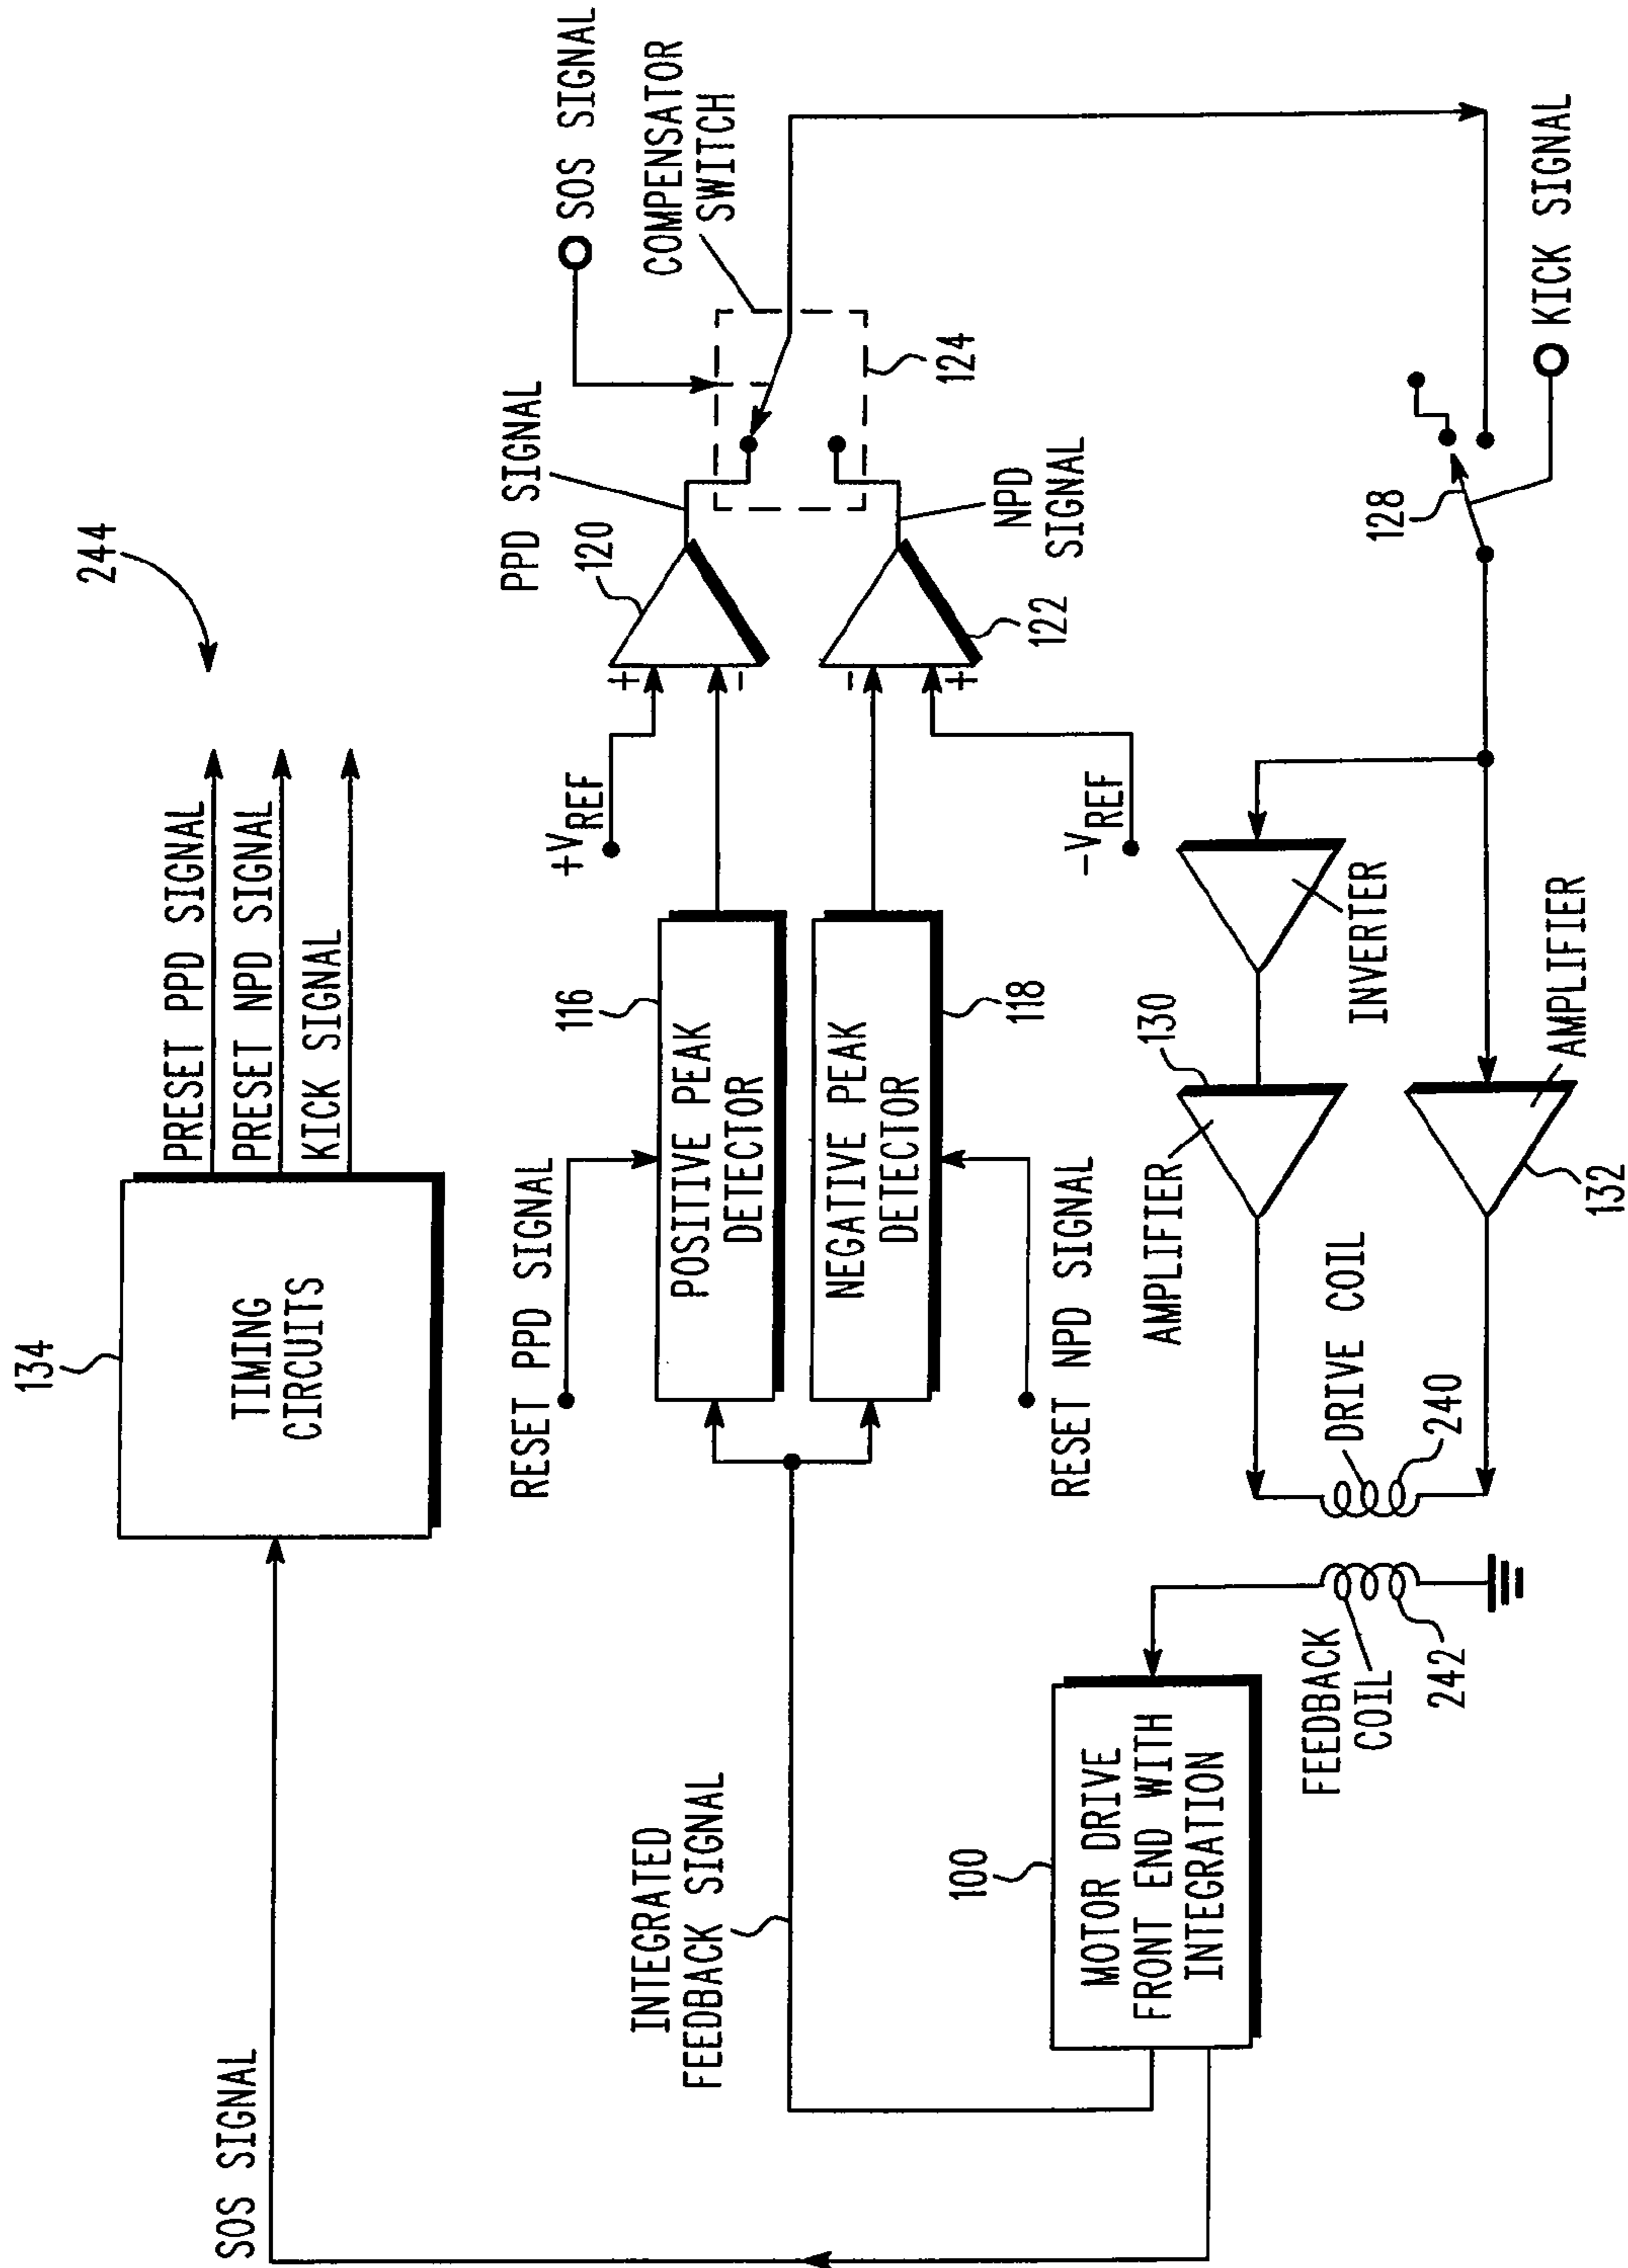 244
134
TIMING
CIRCUITS
PRESET PPD SIGNAL
PRESET NPD SIGNAL
KICK SIGNAL
SOS SIGNAL
SOS SIGNAL
COMPENSATOR
SWITCH
124
PPD SIGNAL
120
+
-
+VREF
116
POSITIVE PEAK
DETECTOR
RESET PPD SIGNAL
INTEGRATED
FEEDBACK SIGNAL
118
NEGATIVE PEAK
DETECTOR
RESET NPD SIGNAL
-
+
-VREF
122
NPD
SIGNAL
100
MOTOR DRIVE
FRONT END WITH
INTEGRATION
FEEDBACK
COIL
242
DRIVE COIL
240
AMPLIFIER
130
INVERTER
AMPLIFIER
132
128
KICK SIGNAL